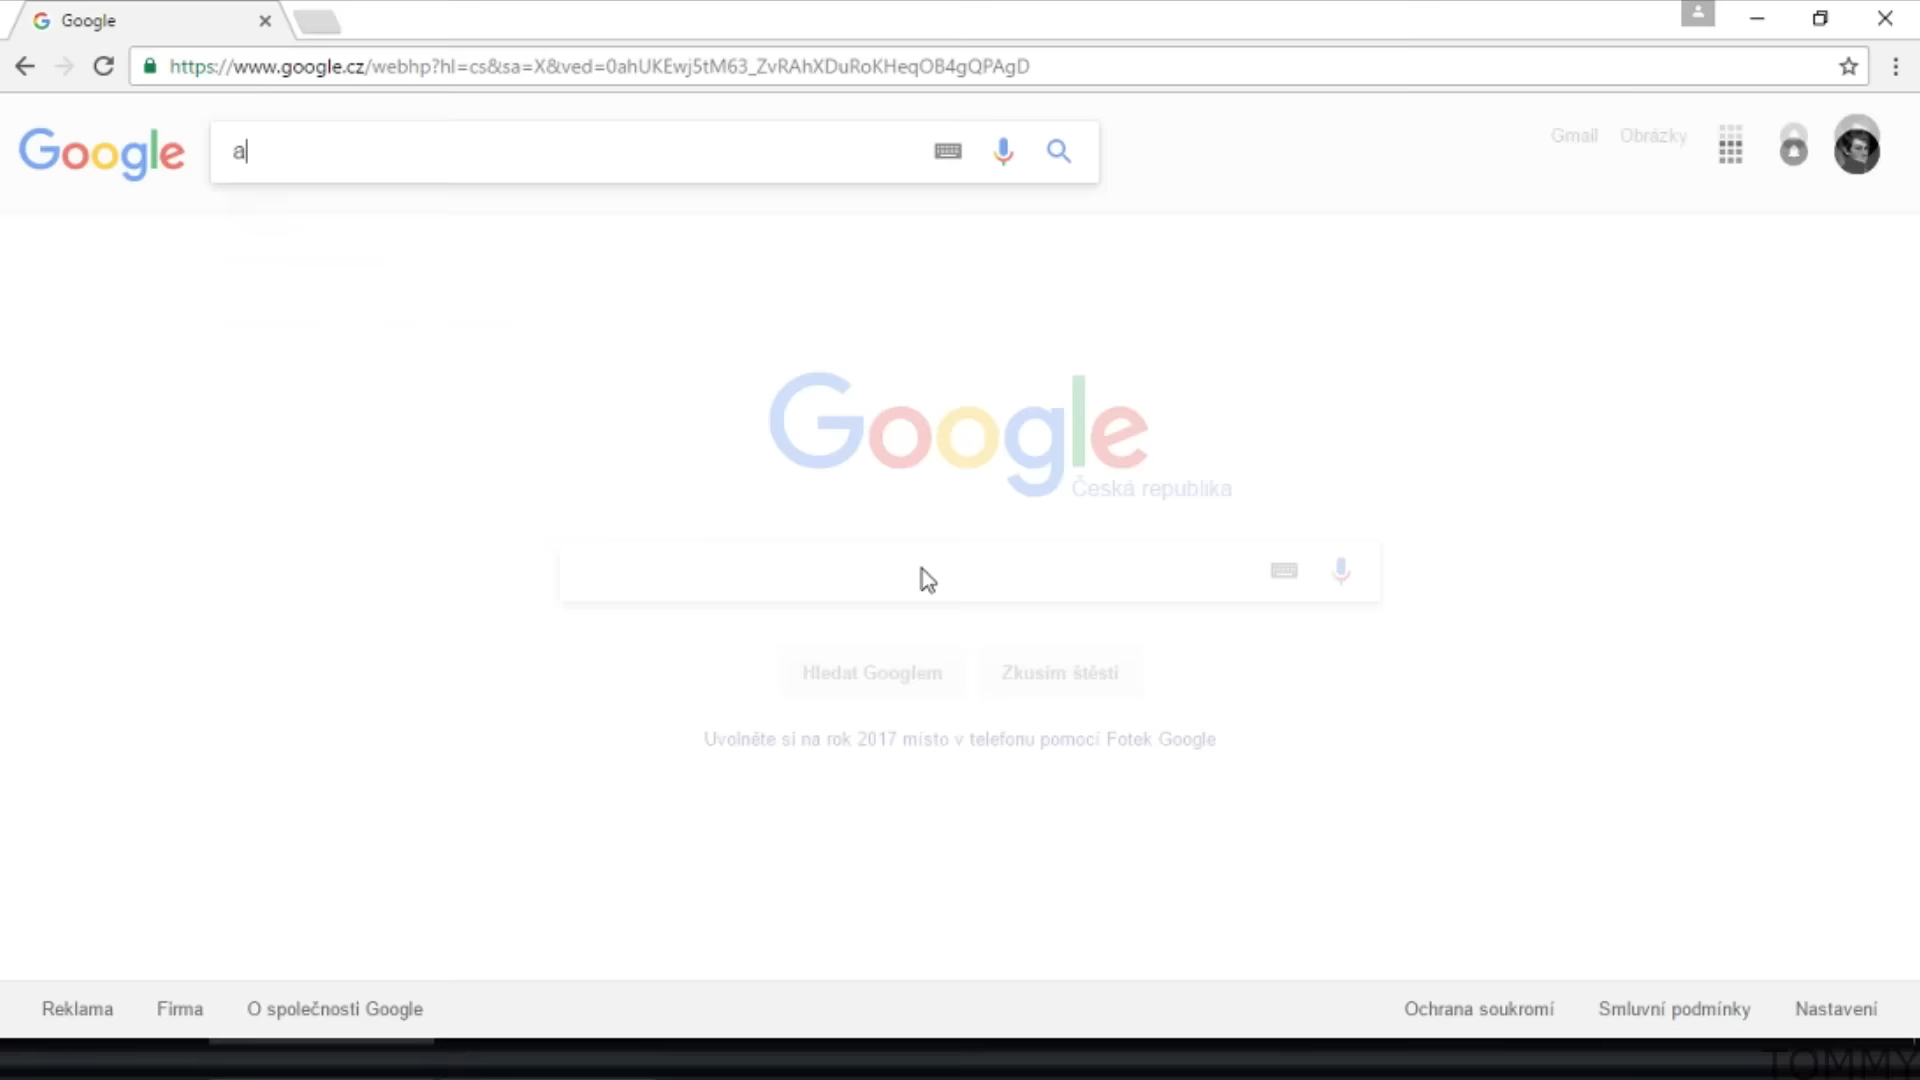 Google
https://www.google.cz/webhp?hl=cs&sa=X&ved=0ahUKEwj5tM63_ZvRAhXDuRoKHeqOB4gQPAgD
Google
a
Gmail Obrázky
Google
Česká republika
Hledat Googlem Zkusím štěstí
Uvolněte si na rok 2017 místo v telefonu pomocí Fotek Google
Reklama Firma O společnosti Google Ochrana soukromí Smluvní podmínky Nastavení
TOMMY